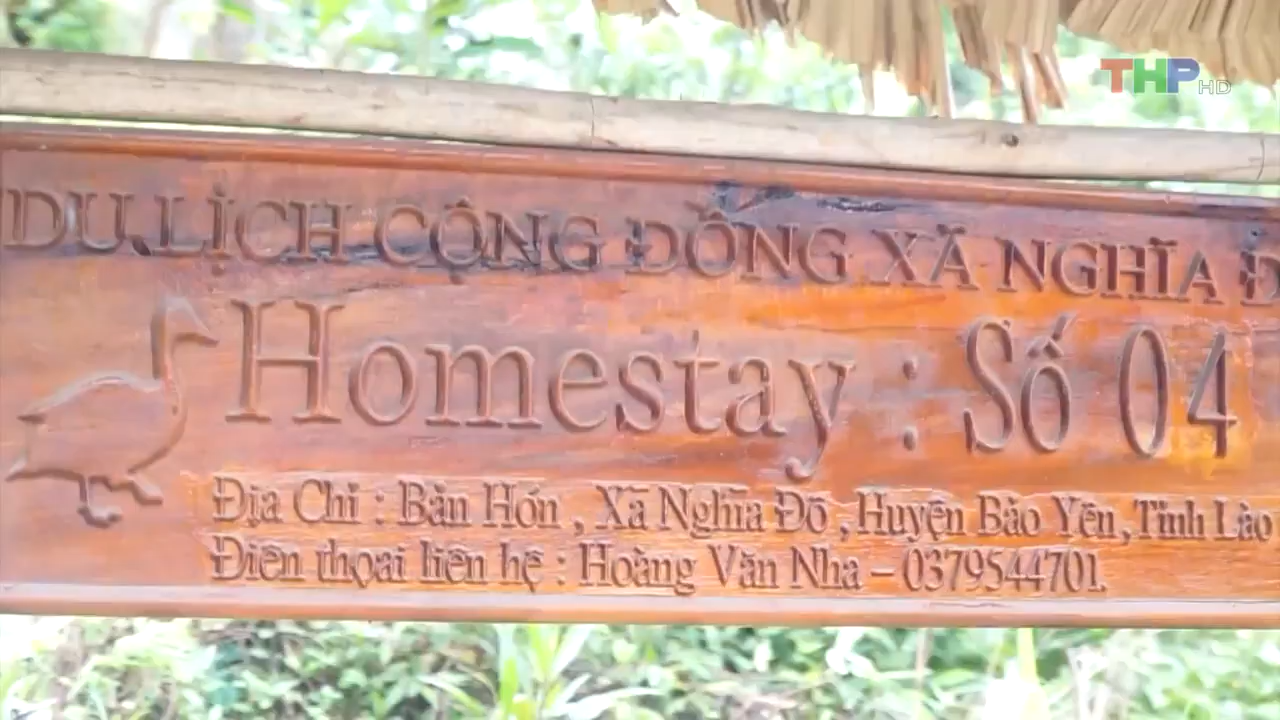 THP HD
DU LỊCH CỘNG ĐỒNG XÃ NGHĨA Đ
Homestay : Số 04
Địa Chỉ : Bản Hón , Xã Nghĩa Đô , Huyện Bảo Yên, Tỉnh Lào
Điện thoại liên hệ : Hoàng Văn Nha – 0379544701.